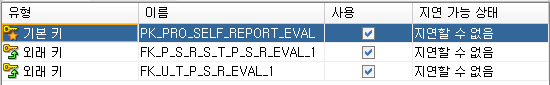 유형 이름 사용 지연 가능 상태
기본 키 PK_PRO_SELF_REPORT_EVAL 지연할 수 없음
외래 키 FK_P_S_R_S_T_P_S_R_EVAL_1 지연할 수 없음
외래 키 FK_U_T_P_S_R_EVAL_1 지연할 수 없음